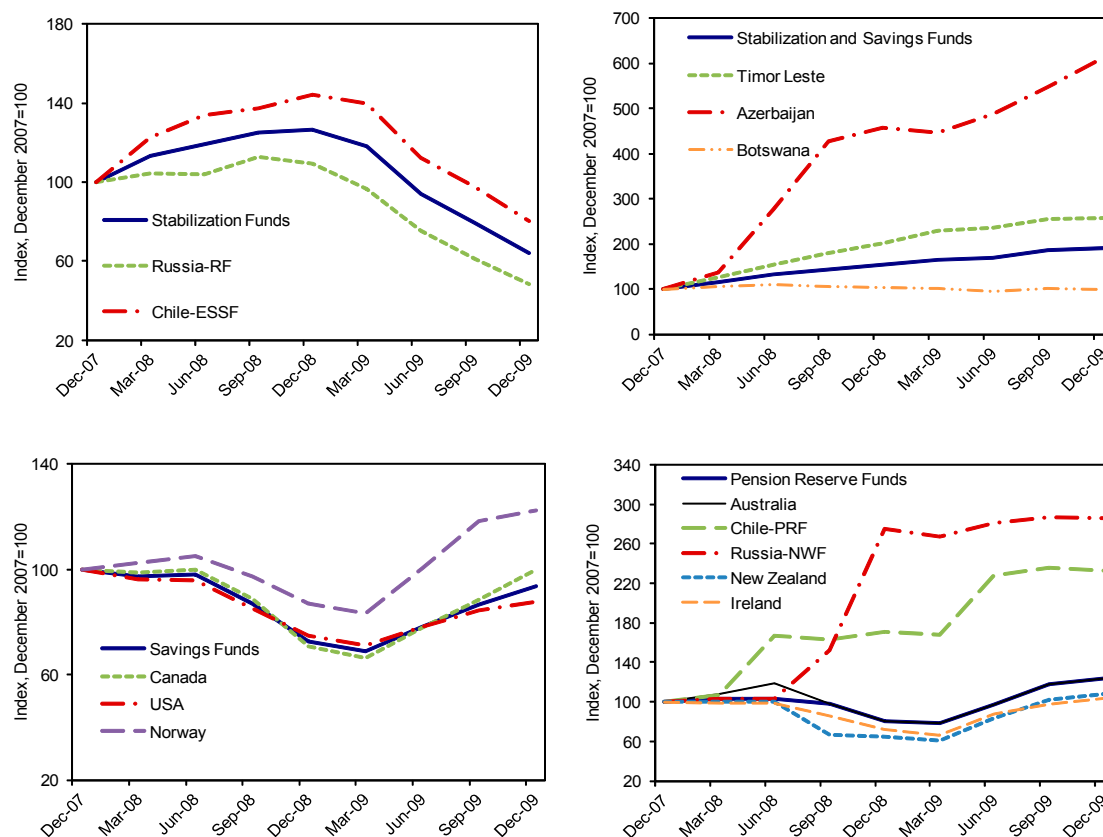 Index, December 2007=100
180
140
100
60
20
Stabilization Funds
Russia-RF
Chile-ESSF
Dec-07
Mar-08
Jun-08
Sep-08
Dec-08
Mar-09
Jun-09
Sep-09
Dec-09
Index, December 2007=100
700
600
500
400
300
200
100
0
Stabilization and Savings Funds
Timor Leste
Azerbaijan
Botswana
Dec-07
Mar-08
Jun-08
Sep-08
Dec-08
Mar-09
Jun-09
Sep-09
Dec-09
Index, December 2007=100
140
100
60
20
Savings Funds
Canada
USA
Norway
Dec-07
Mar-08
Jun-08
Sep-08
Dec-08
Mar-09
Jun-09
Sep-09
Dec-09
Index, December 2007=100
340
300
260
220
180
140
100
60
20
Pension Reserve Funds
Australia
Chile-PRF
Russia-NWF
New Zealand
Ireland
Dec-07
Mar-08
Jun-08
Sep-08
Dec-08
Mar-09
Jun-09
Sep-09
Dec-09